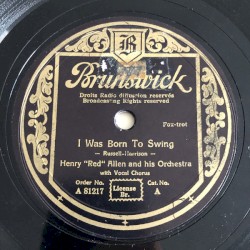 B
Brunswick
Droits Radio diffusion réservés
Broadcasting Rights reserved
Fox-trot
I Was Born To Swing
— Russell-Harrison —
Henry "Red" Allen and his Orchestra
with Vocal Chorus
Order No.
A 81217
License
Br.
Cat. No.
A